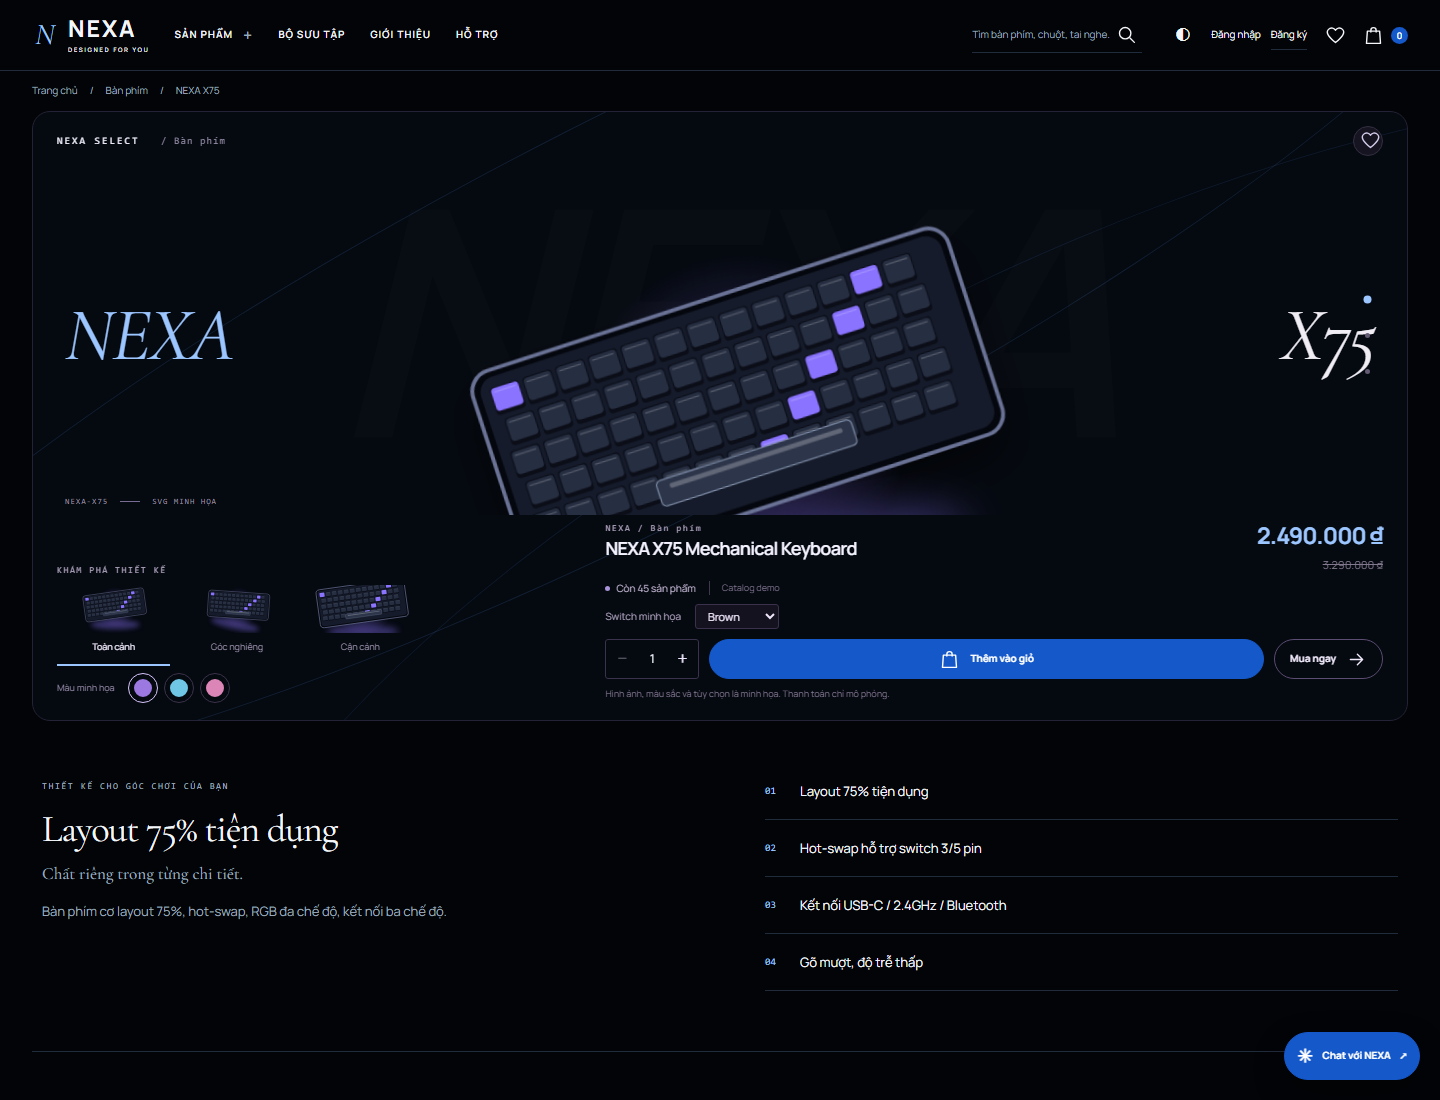 N NEXA
DESIGNED FOR YOU
SẢN PHẨM +
BỘ SƯU TẬP
GIỚI THIỆU
HỖ TRỢ
Tìm bàn phím, chuột, tai nghe.
Đăng nhập
Đăng ký
0
Trang chủ / Bàn phím / NEXA X75
NEXA SELECT / Bàn phím
NEXA
NEXA
X75
NEXA-X75 — SVG MINH HỌA
NEXA / Bàn phím
NEXA X75 Mechanical Keyboard
2.490.000 ₫
3.290.000 ₫
KHÁM PHÁ THIẾT KẾ
Toàn cảnh
Góc nghiêng
Cận cảnh
Màu minh họa
Còn 45 sản phẩm
Catalog demo
Switch minh họa
Brown
− 1 +
Thêm vào giỏ
Mua ngay
Hình ảnh, màu sắc và tùy chọn là minh họa. Thanh toán chỉ mô phỏng.
THIẾT KẾ CHO GÓC CHƠI CỦA BẠN
Layout 75% tiện dụng
Chất riêng trong từng chi tiết.
Bàn phím cơ layout 75%, hot-swap, RGB đa chế độ, kết nối ba chế độ.
01 Layout 75% tiện dụng
02 Hot-swap hỗ trợ switch 3/5 pin
03 Kết nối USB-C / 2.4GHz / Bluetooth
04 Gõ mượt, độ trễ thấp
Chat với NEXA ↗